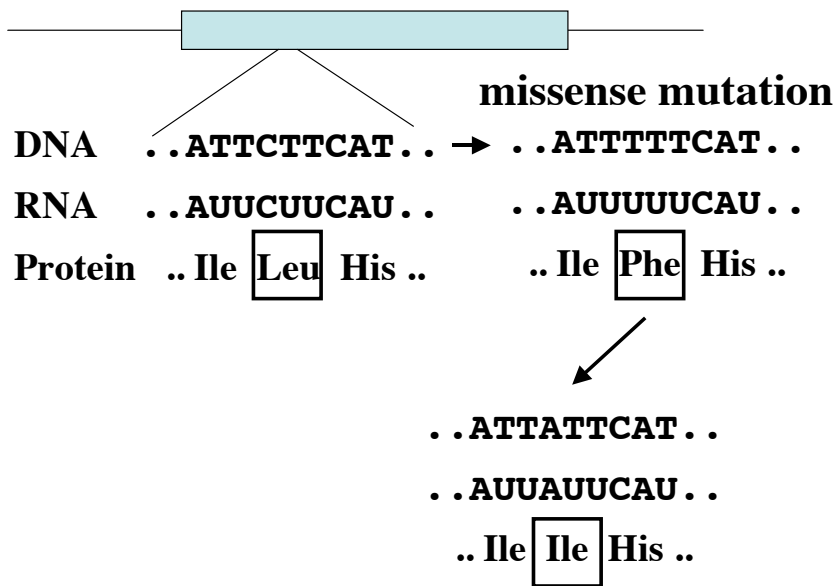 missense mutation
DNA ..ATTCTTCAT.. ..ATTTTTCAT..
RNA ..AUUCUUCAU.. ..AUUUUUCAU..
Protein .. Ile Leu His .. .. Ile Phe His ..
..ATTATTCAT..
..AUUAUUCAU..
.. Ile Ile His ..